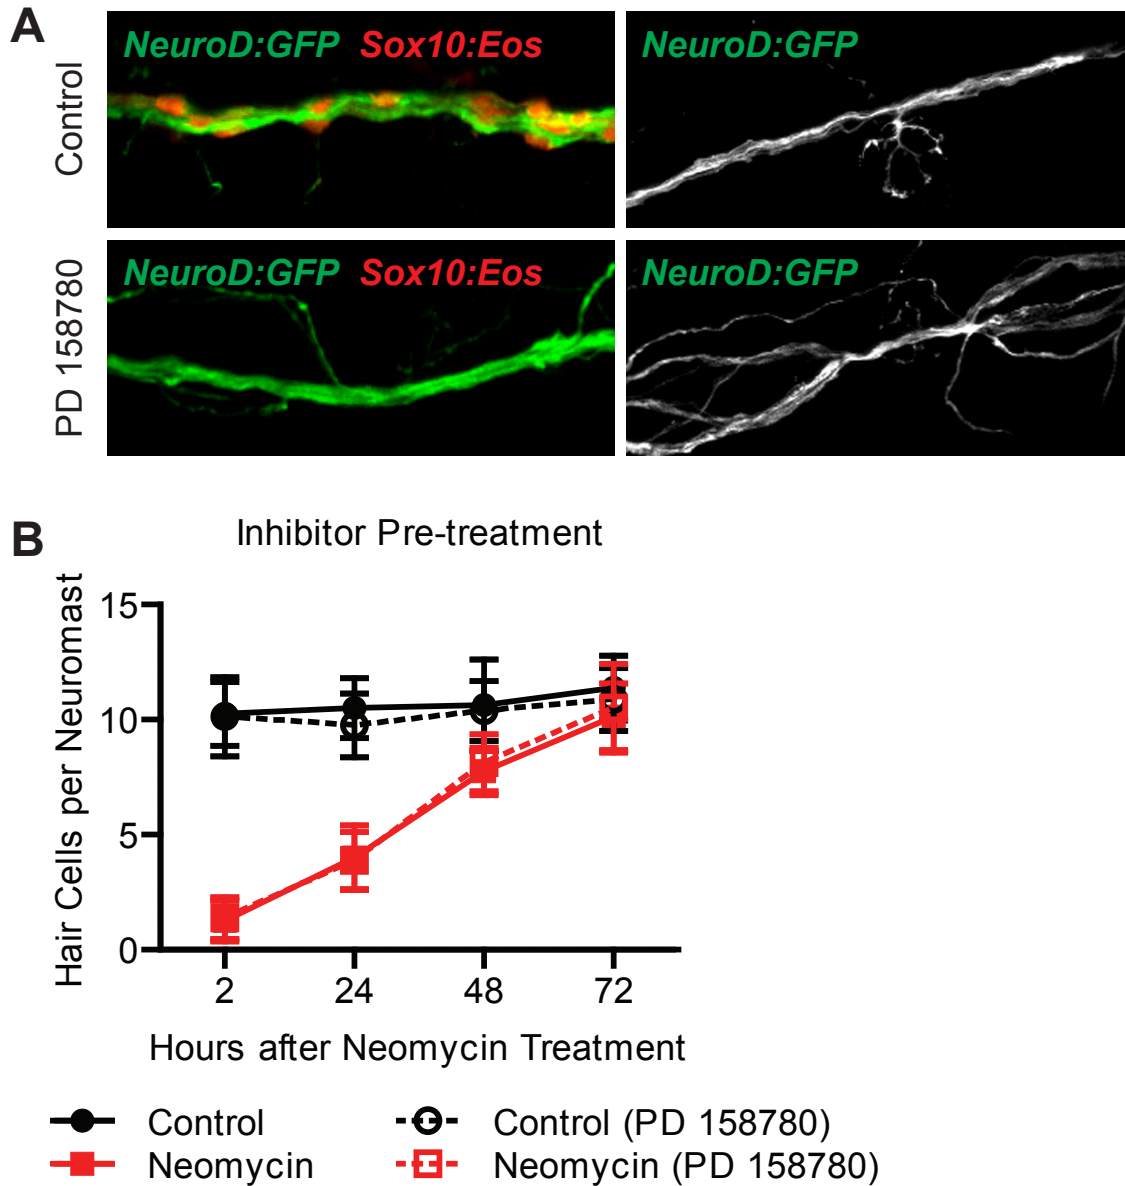 A
Control
NeuroD:GFP Sox10:Eos
NeuroD:GFP
PD 158780
NeuroD:GFP Sox10:Eos
NeuroD:GFP
B
Inhibitor Pre-treatment
Hair Cells per Neuromast
15
10
5
0
2 24 48 72
Hours after Neomycin Treatment
Control
Control (PD 158780)
Neomycin
Neomycin (PD 158780)